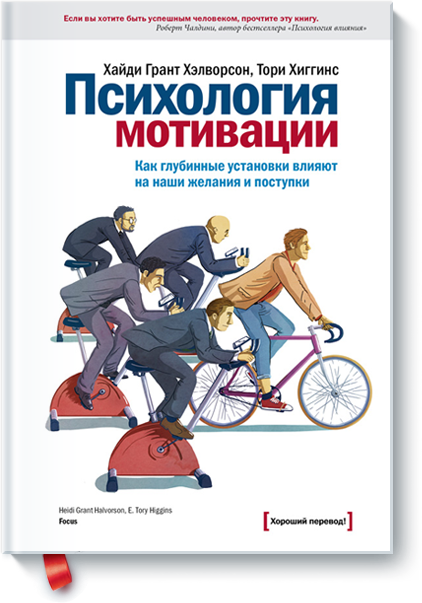 Если вы хотите быть успешным человеком, прочтите эту книгу.
Роберт Чалдини, автор бестселлера «Психология влияния»
Хайди Грант Хэлворсон, Тори Хиггинс
Психология
мотивации
Как глубинные установки влияют
на наши желания и поступки
Heidi Grant Halvorson, E. Tory Higgins
Focus
[Хороший перевод!]